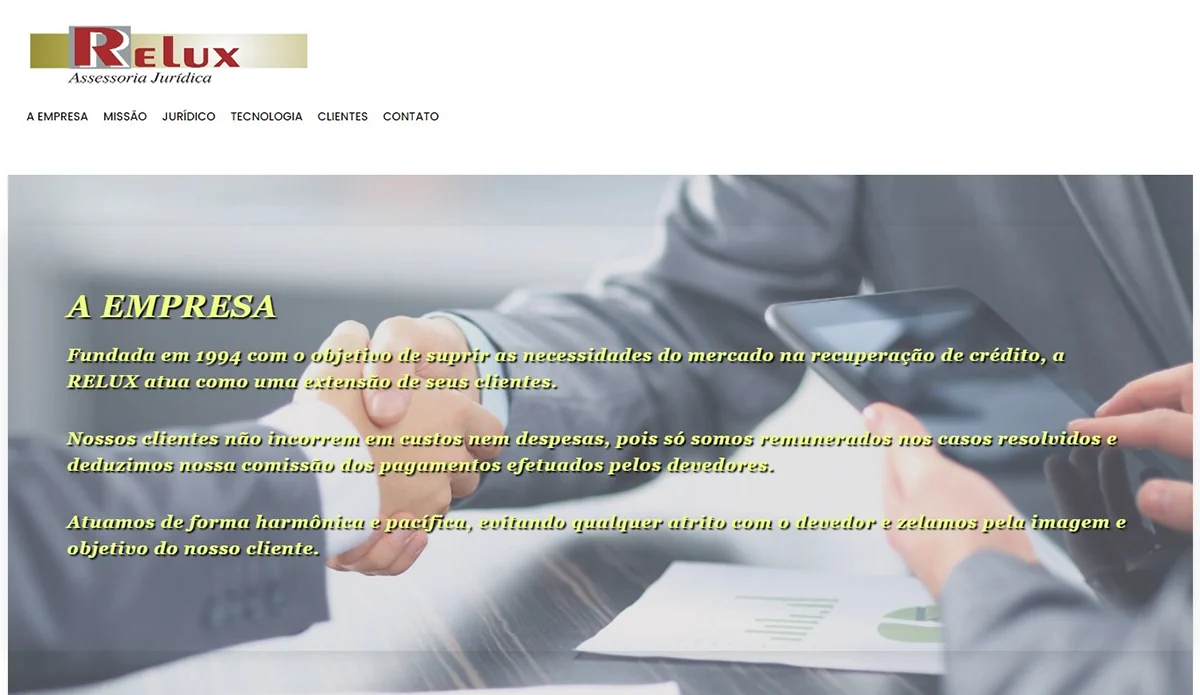 RELUX
Assessoria Jurídica
A EMPRESA MISSÃO JURÍDICO TECNOLOGIA CLIENTES CONTATO
A EMPRESA
Fundada em 1994 com o objetivo de suprir as necessidades do mercado na recuperação de crédito, a
RELUX atua como uma extensão de seus clientes.
Nossos clientes não incorrem em custos nem despesas, pois só somos remunerados nos casos resolvidos e
deduzimos nossa comissão dos pagamentos efetuados pelos devedores.
Atuamos de forma harmônica e pacífica, evitando qualquer atrito com o devedor e zelamos pela imagem e
objetivo do nosso cliente.